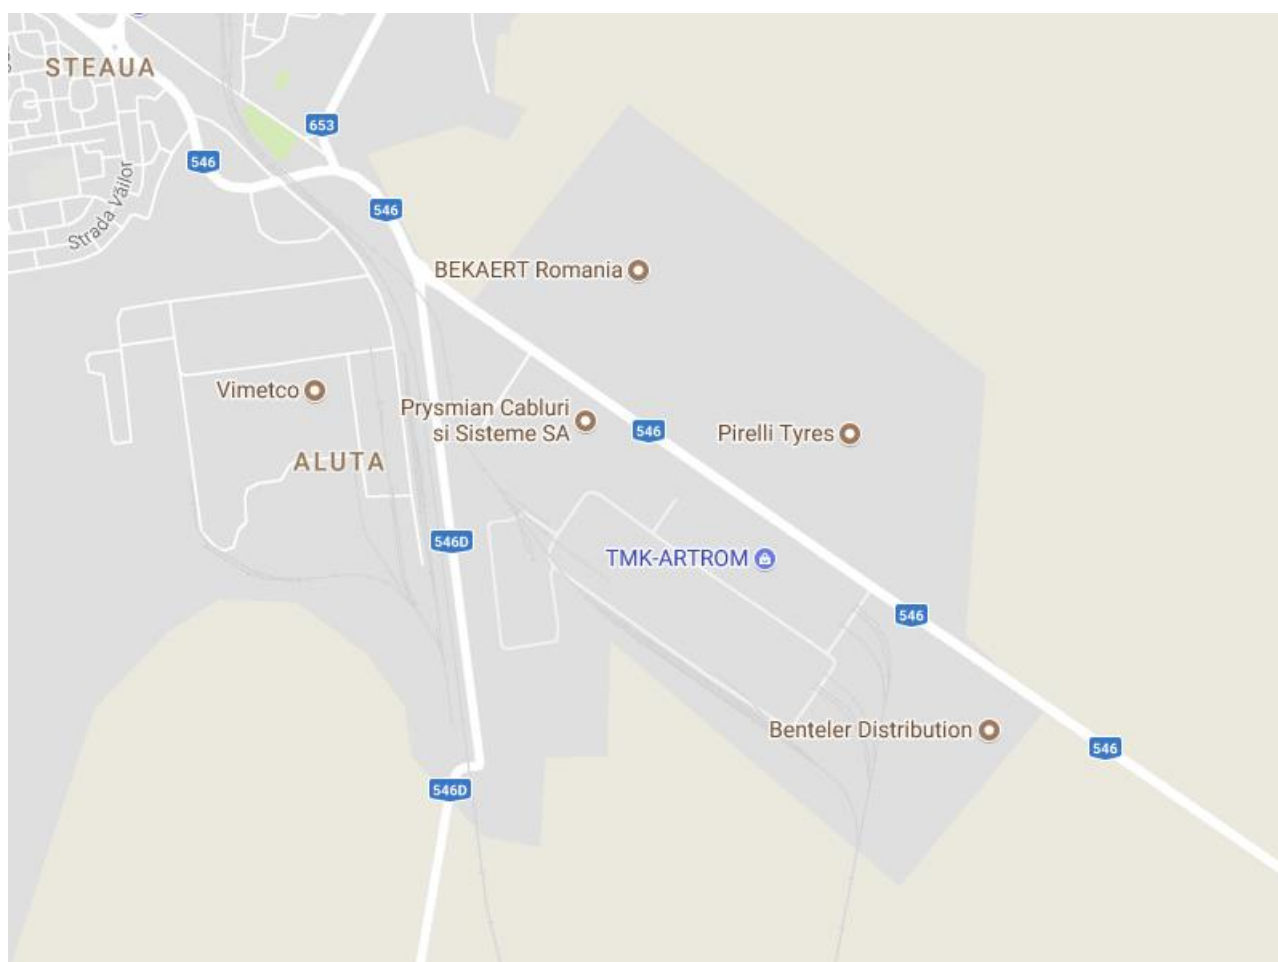 STEAUA
653
546
Strada Văilor
546
BEKAERT Romania
Vimetco
Prysmian Cabluri
si Sisteme SA
546
Pirelli Tyres
ALUTA
546D
TMK-ARTROM
546
Benteler Distribution
546
546D